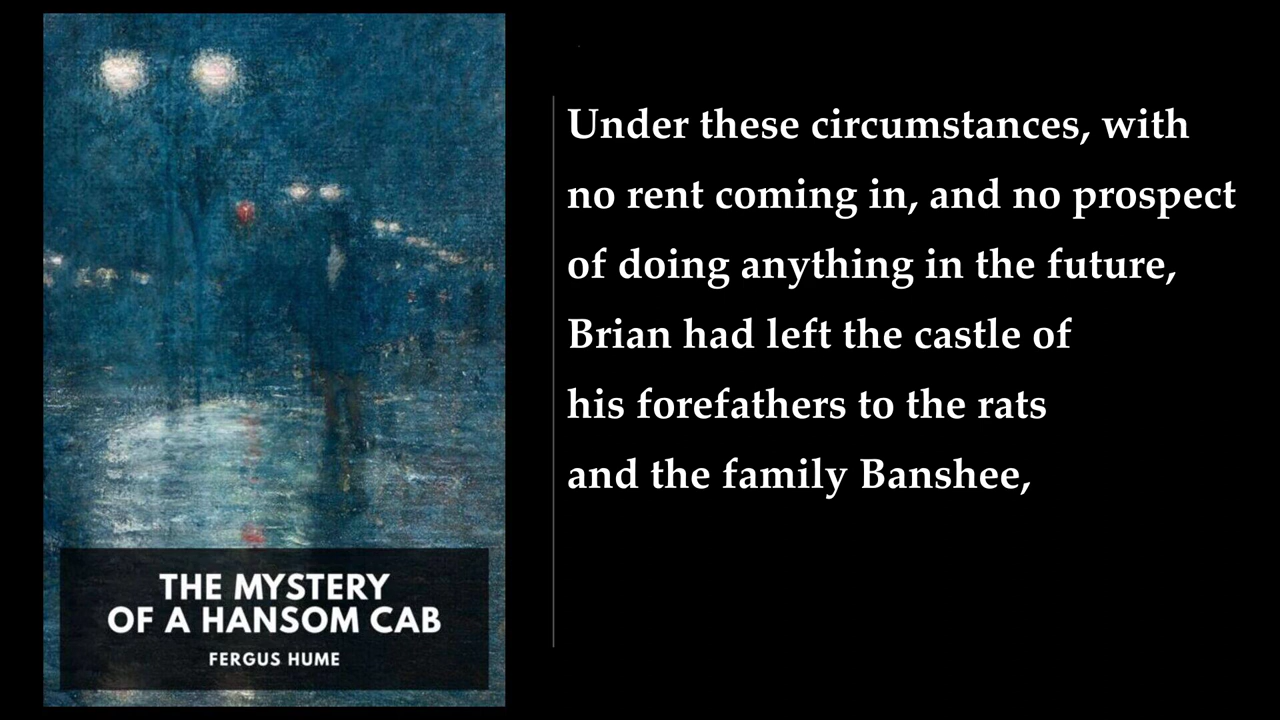 THE MYSTERY
OF A HANSOM CAB
FERGUS HUME
Under these circumstances, with
no rent coming in, and no prospect
of doing anything in the future,
Brian had left the castle of
his forefathers to the rats
and the family Banshee,